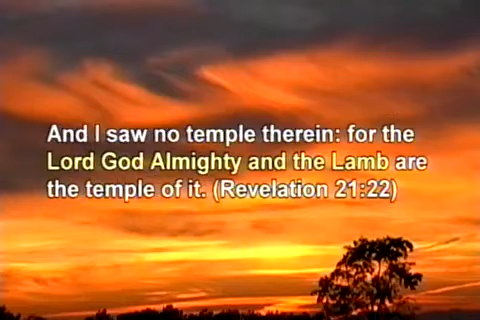 And I saw no temple therein: for the
Lord God Almighty and the Lamb are
the temple of it. (Revelation 21:22)